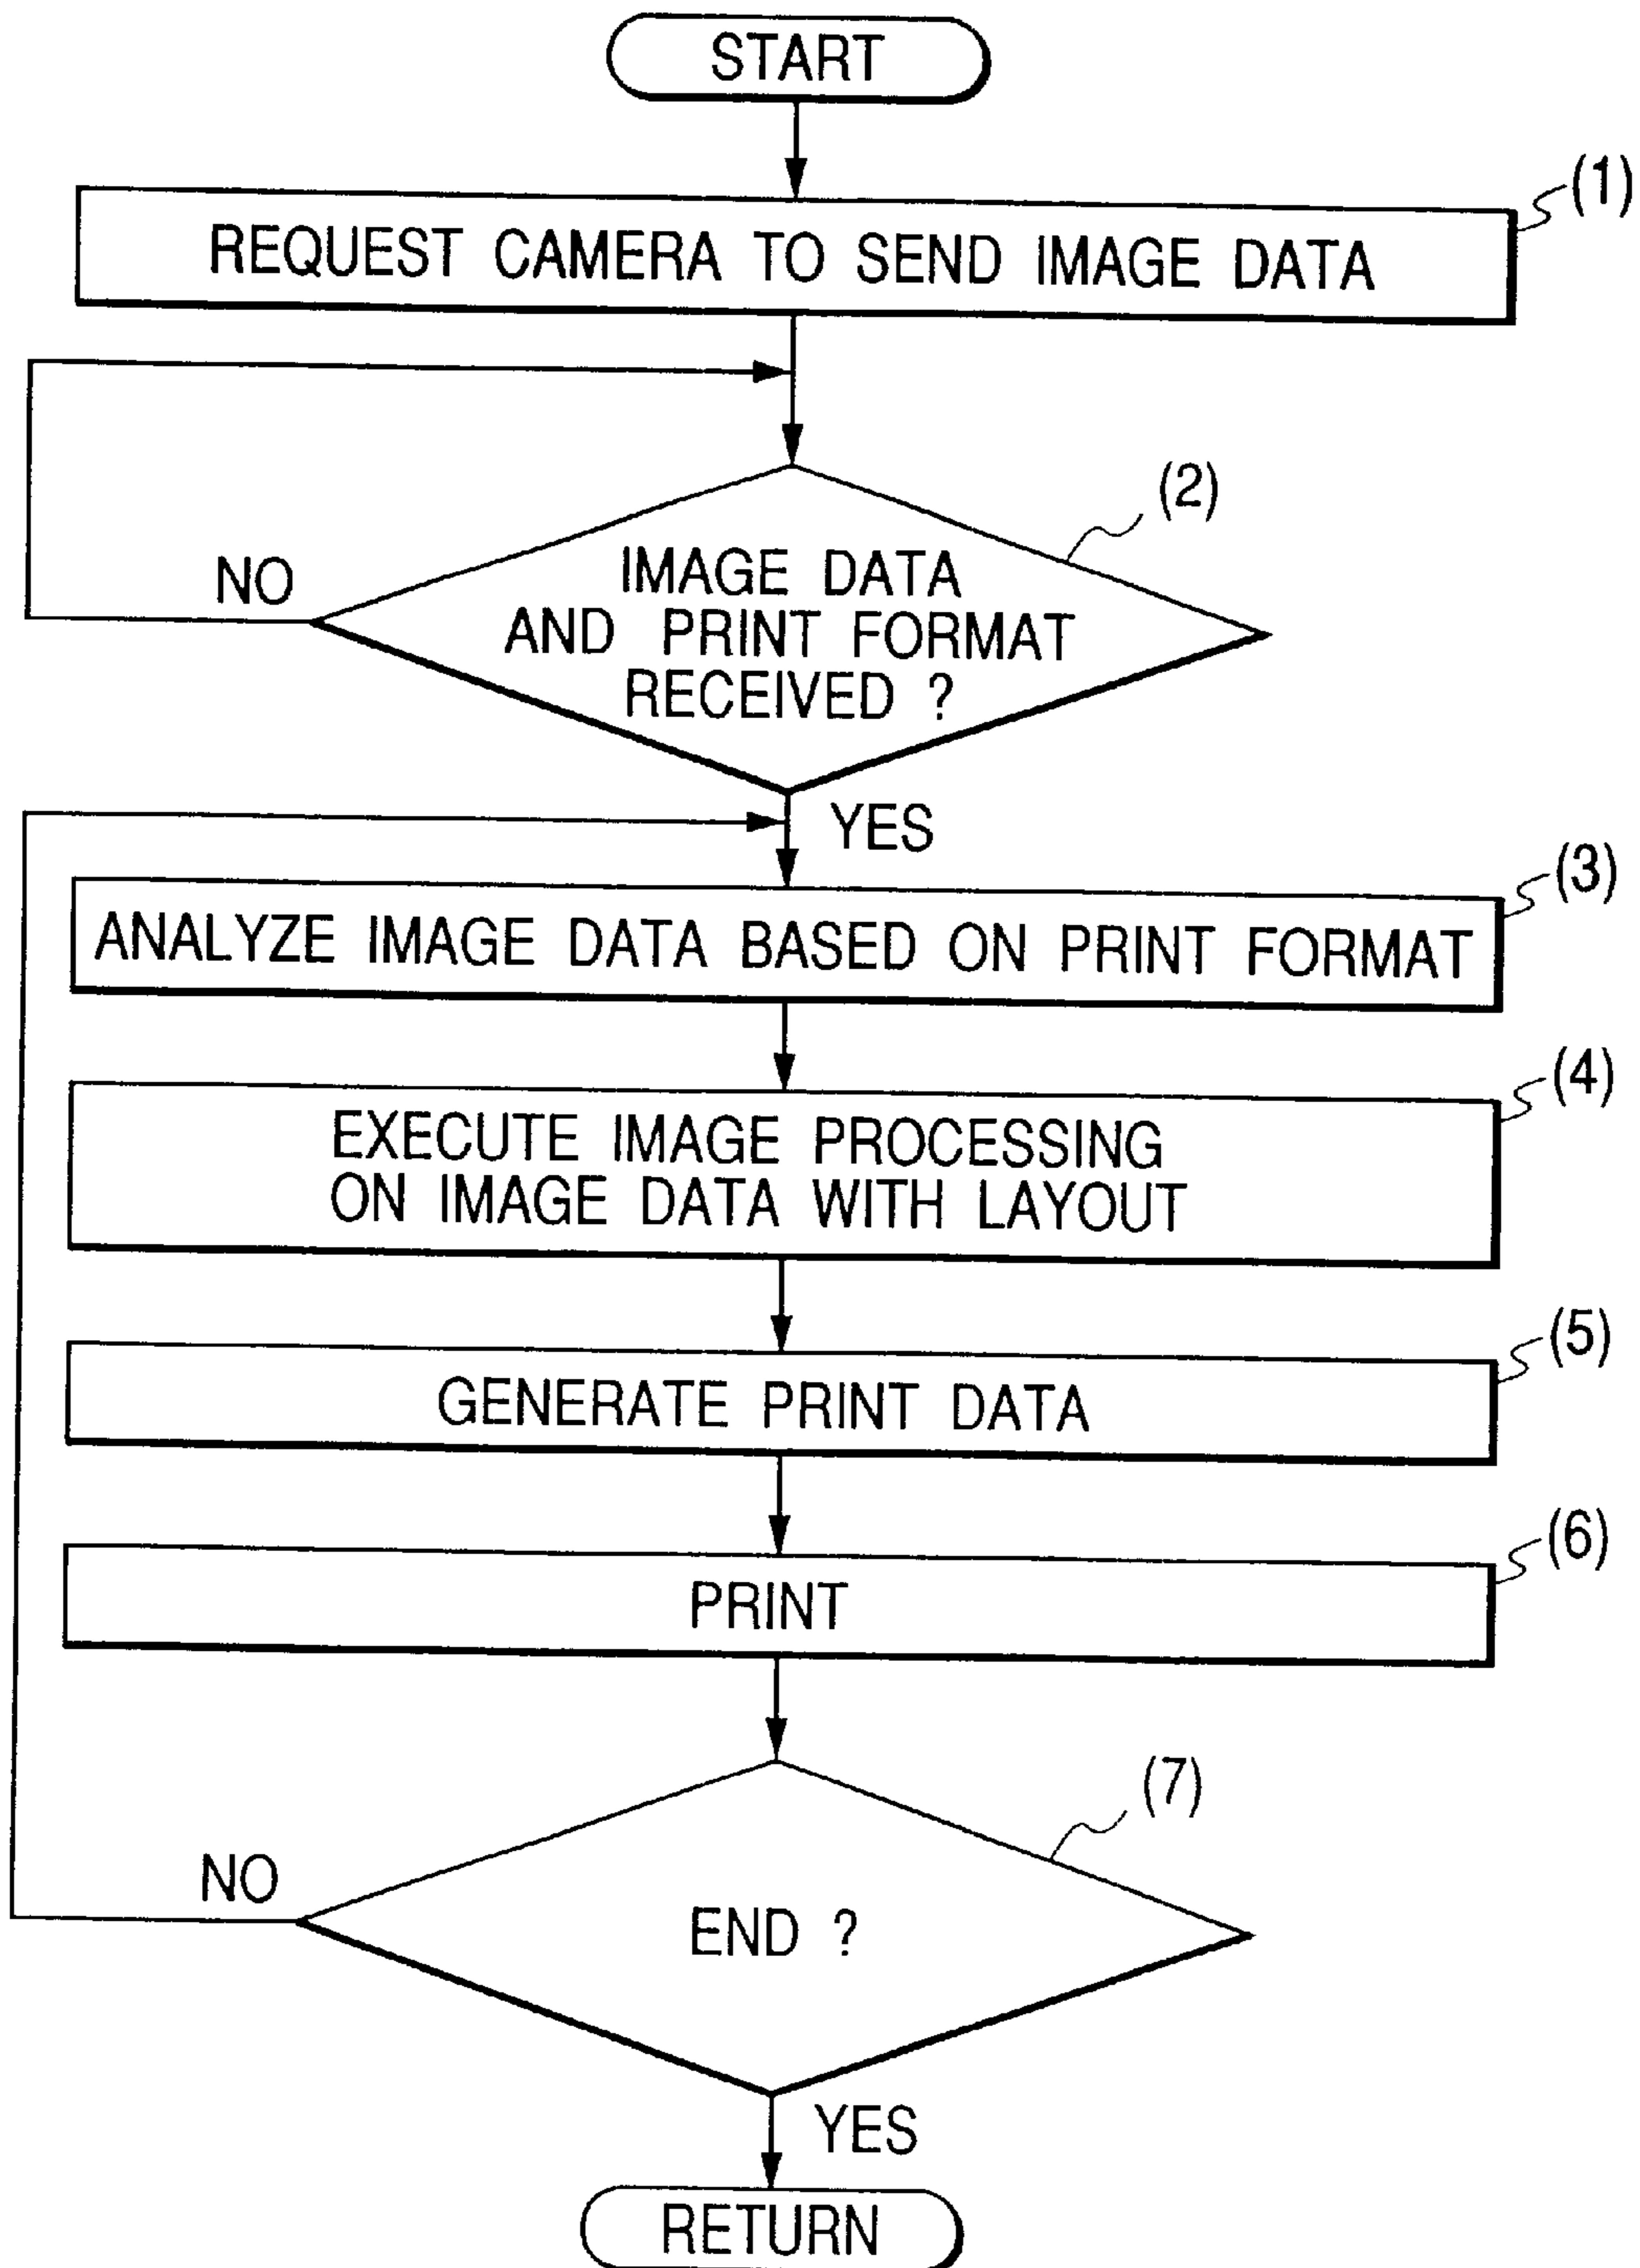 START
(1)
REQUEST CAMERA TO SEND IMAGE DATA
(2)
NO
IMAGE DATA
AND PRINT FORMAT
RECEIVED ?
YES
(3)
ANALYZE IMAGE DATA BASED ON PRINT FORMAT
(4)
EXECUTE IMAGE PROCESSING
ON IMAGE DATA WITH LAYOUT
(5)
GENERATE PRINT DATA
(6)
PRINT
(7)
NO
END ?
YES
RETURN